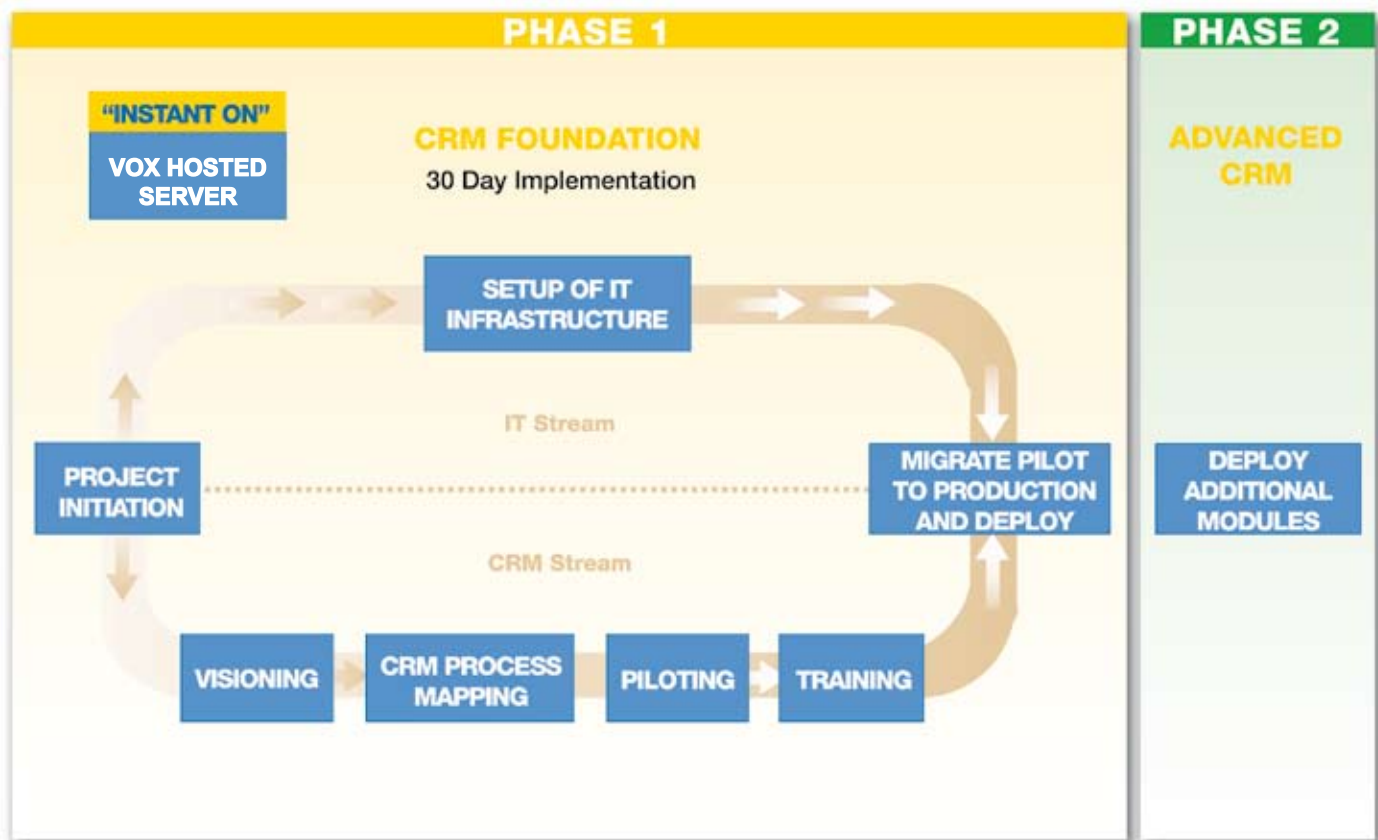 PHASE 1
PHASE 2
“INSTANT ON”
VOX HOSTED
SERVER
CRM FOUNDATION
30 Day Implementation
ADVANCED
CRM
SETUP OF IT
INFRASTRUCTURE
IT Stream
PROJECT
INITIATION
MIGRATE PILOT
TO PRODUCTION
AND DEPLOY
DEPLOY
ADDITIONAL
MODULES
CRM Stream
VISIONING
CRM PROCESS
MAPPING
PILOTING
TRAINING